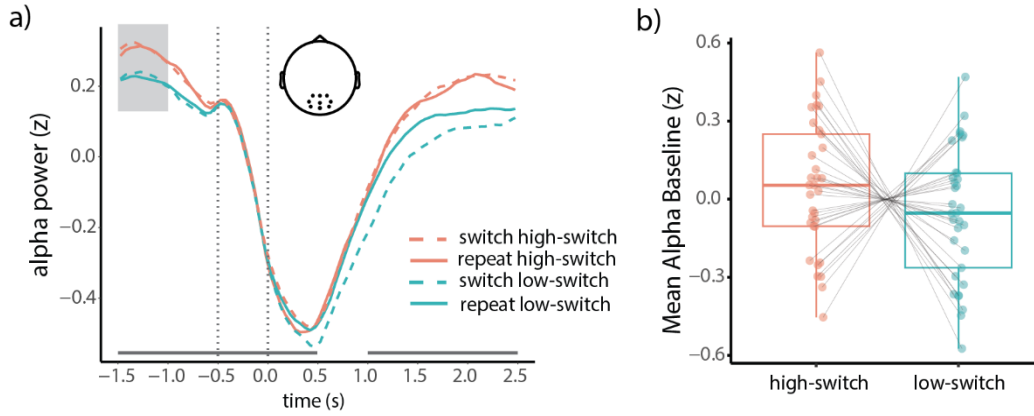 a)
alpha power (z)
0.2
0.0
−0.2
−0.4
switch high-switch
repeat high-switch
switch low-switch
repeat low-switch
−1.5 −1.0 −0.5 0.0 0.5 1.0 1.5 2.0 2.5
time (s)
b)
Mean Alpha Baseline (z)
0.6
0.3
0.0
−0.3
−0.6
high-switch low-switch